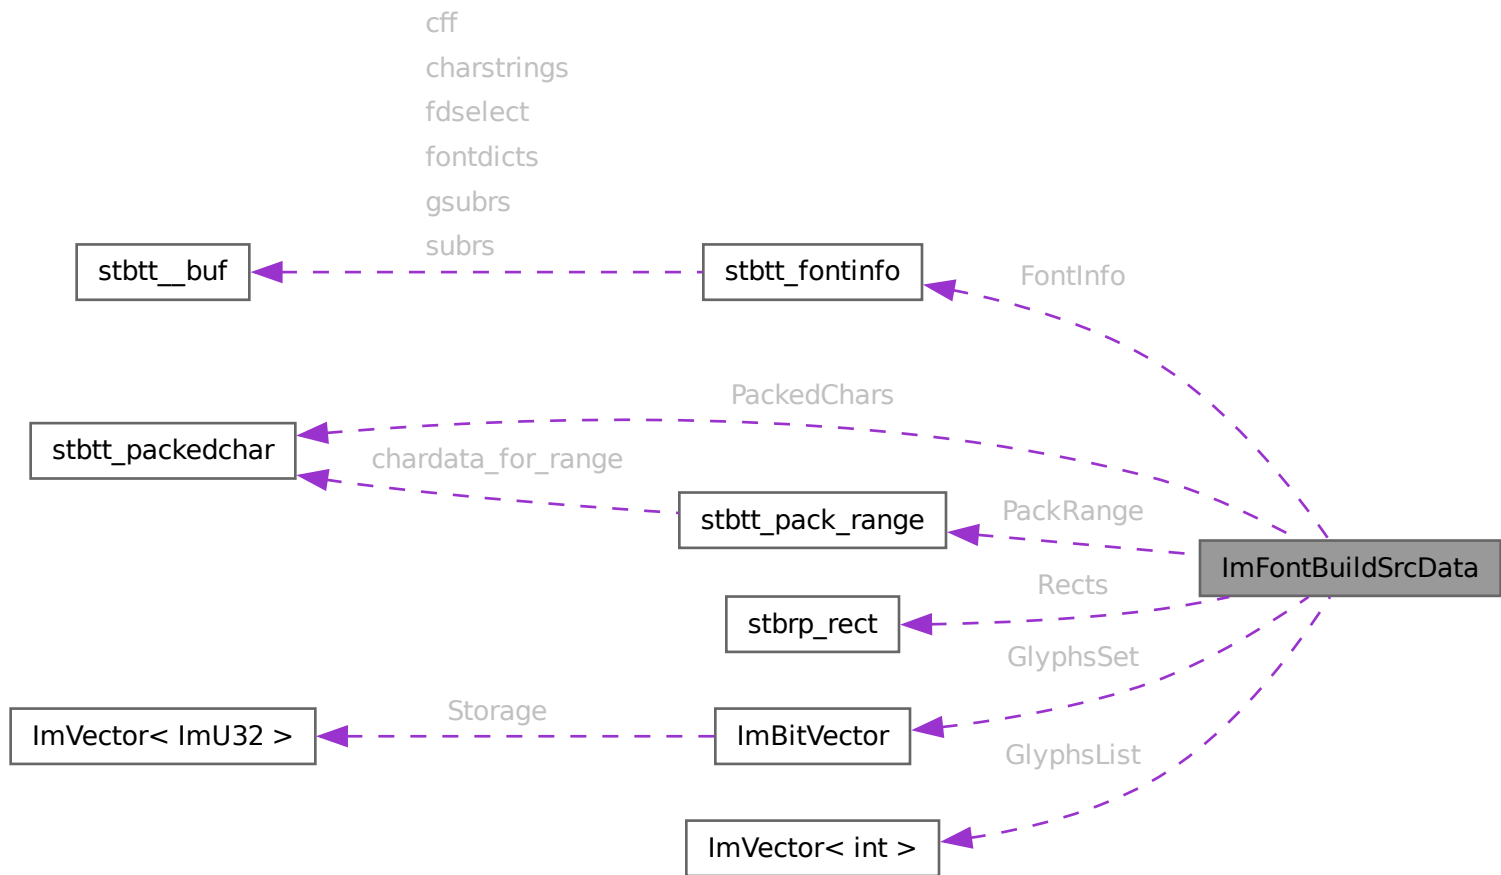 cff
charstrings
fdselect
fontdicts
gsubrs
subrs
stbtt__buf
stbtt_fontinfo
FontInfo
PackedChars
stbtt_packedchar
chardata_for_range
stbtt_pack_range
PackRange
ImFontBuildSrcData
Rects
stbrp_rect
GlyphsSet
ImVector< ImU32 >
Storage
ImBitVector
GlyphsList
ImVector< int >